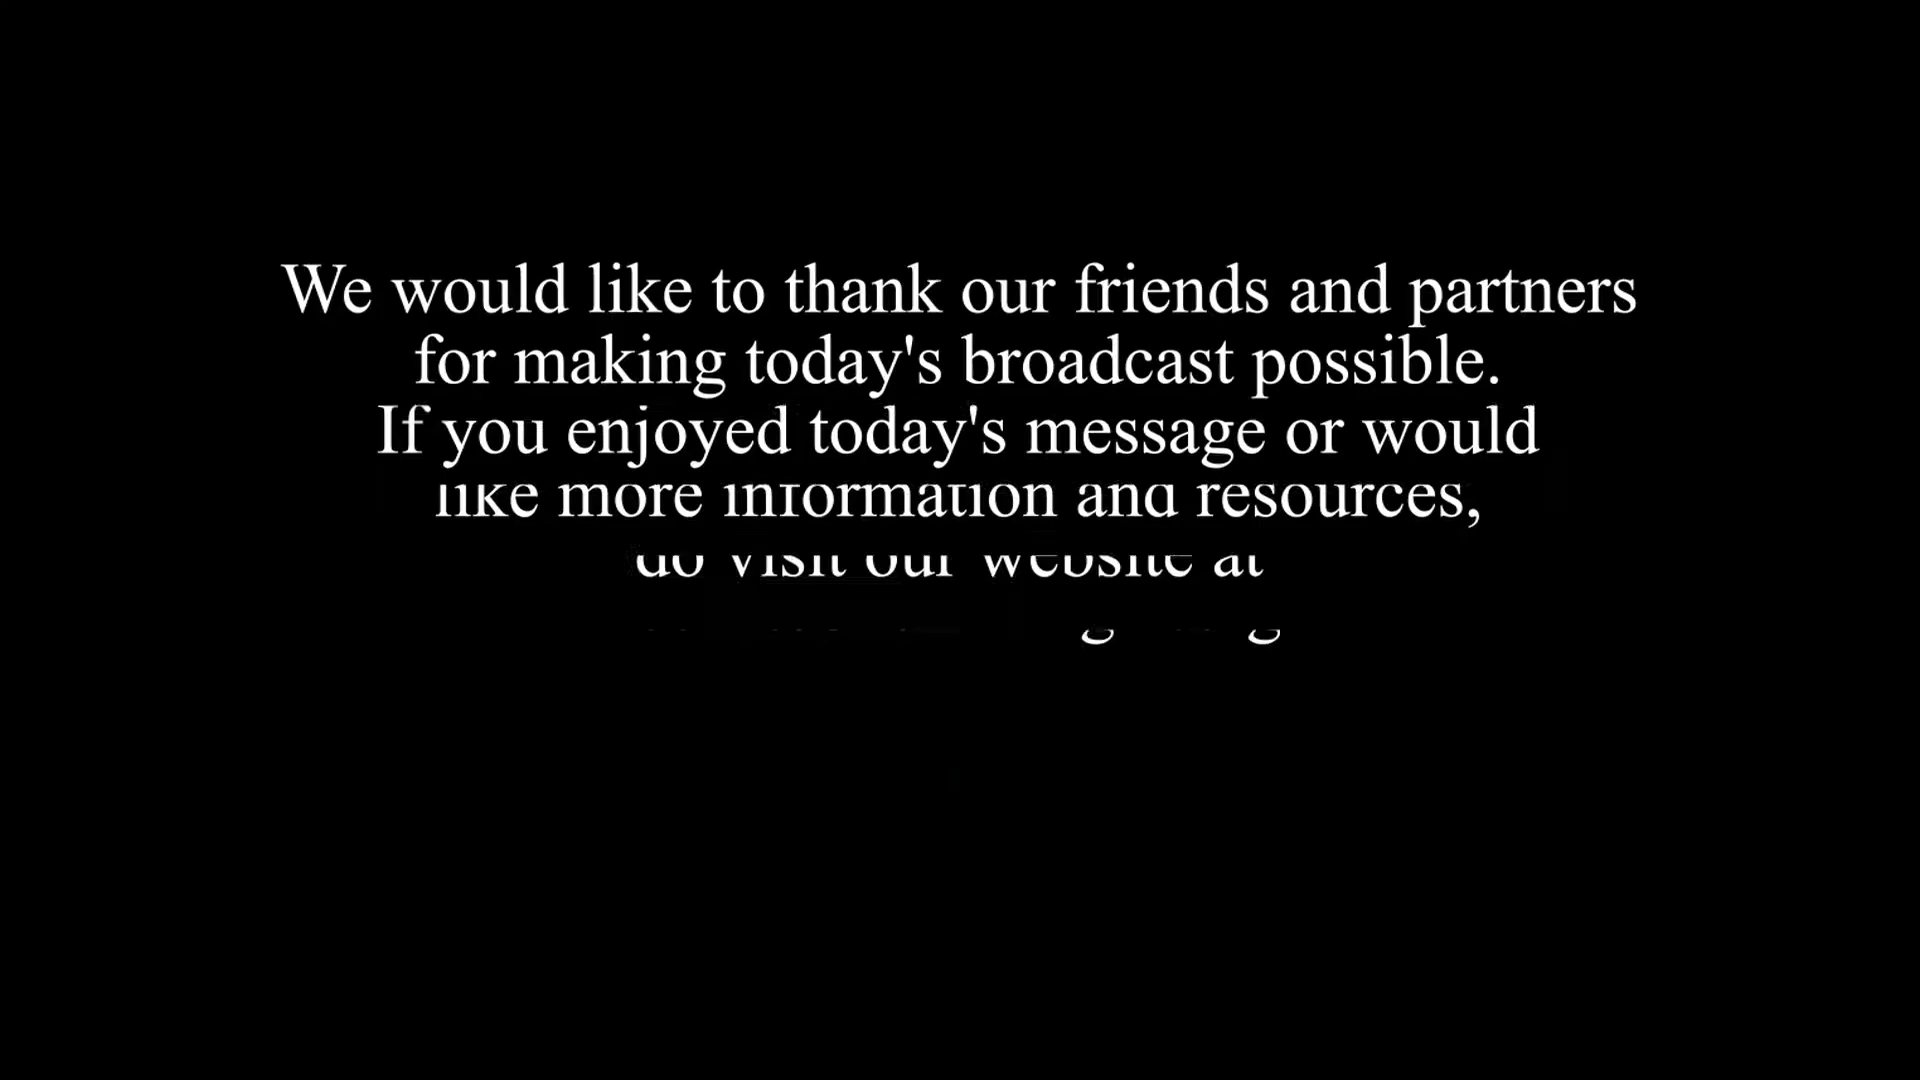 We would like to thank our friends and partners
for making today's broadcast possible.
If you enjoyed today's message or would
like more information and resources,
do visit our website at